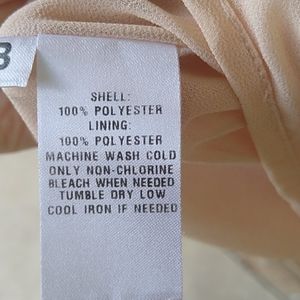 8
SHELL:
100% POLYESTER
LINING:
100% POLYESTER
MACHINE WASH COLD
ONLY NON-CHLORINE
BLEACH WHEN NEEDED
TUMBLE DRY LOW
COOL IRON IF NEEDED